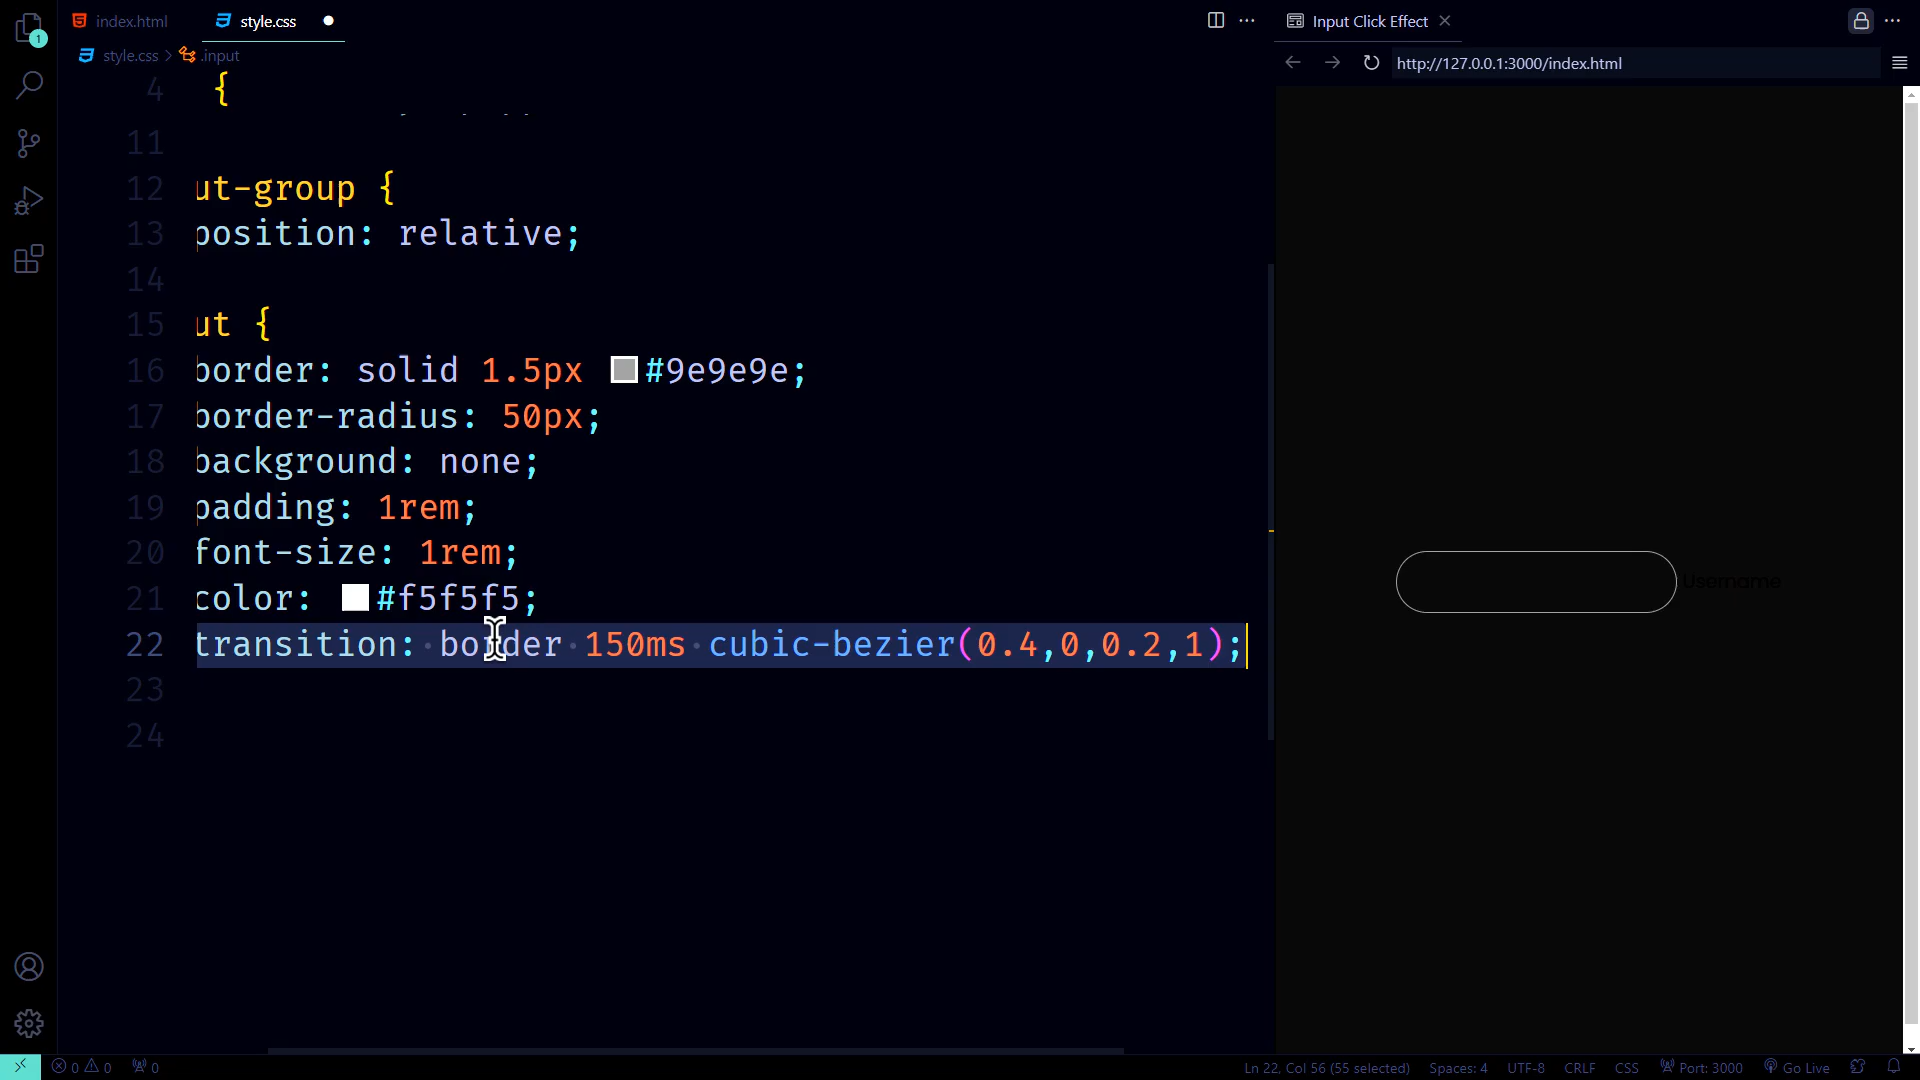 index.html
style.css
Input Click Effect
1
style.css > .input
http://127.0.0.1:3000/index.html
4 {
11
12 ut-group {
13 position: relative;
14
15 ut {
16 border: solid 1.5px #9e9e9e;
17 border-radius: 50px;
18 background: none;
19 padding: 1rem;
20 font-size: 1rem;
21 color: #f5f5f5;
22 transition: border 150ms cubic-bezier(0.4,0,0.2,1);
23
24
Username
0 0 0
Ln 22, Col 56 (55 selected)
Spaces: 4
UTF-8
CRLF
CSS
Port: 3000
Go Live